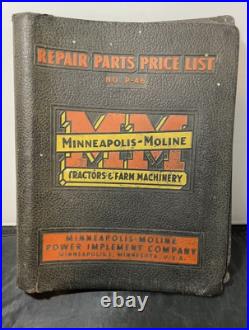 REPAIR PARTS PRICE LIST
NO. P-46
MM
MINNEAPOLIS-MOLINE
TRACTORS & FARM MACHINERY
MINNEAPOLIS-MOLINE
POWER IMPLEMENT COMPANY
MINNEAPOLIS 1, MINNESOTA, U.S.A.